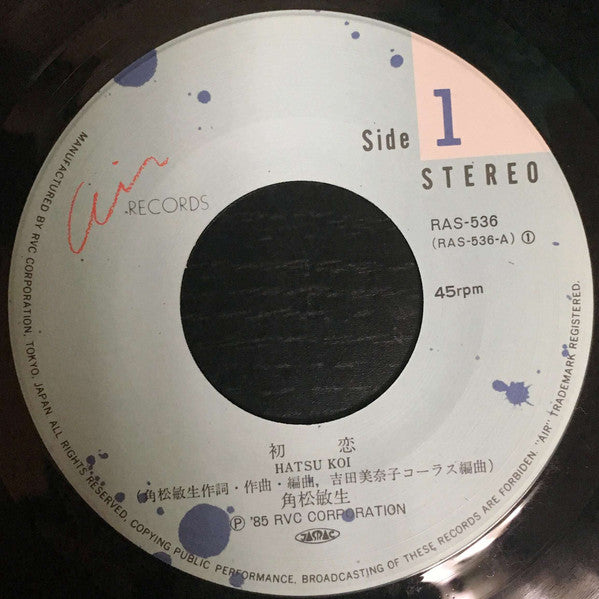 Side 1
STEREO
Air RECORDS
RAS-536
(RAS-536-A) ①
45rpm
初 恋
HATSU KOI
(角松敏生作詞・作曲・編曲, 吉田美奈子コーラス編曲)
角松敏生
Ⓟ '85 RVC CORPORATION
JASRAC
MANUFACTURED BY RVC CORPORATION, TOKYO, JAPAN ALL RIGHTS RESERVED. COPYING PUBLIC PERFORMANCE, BROADCASTING OF THESE RECORDS ARE FORBIDDEN. "AIR" TRADEMARK REGISTERED.